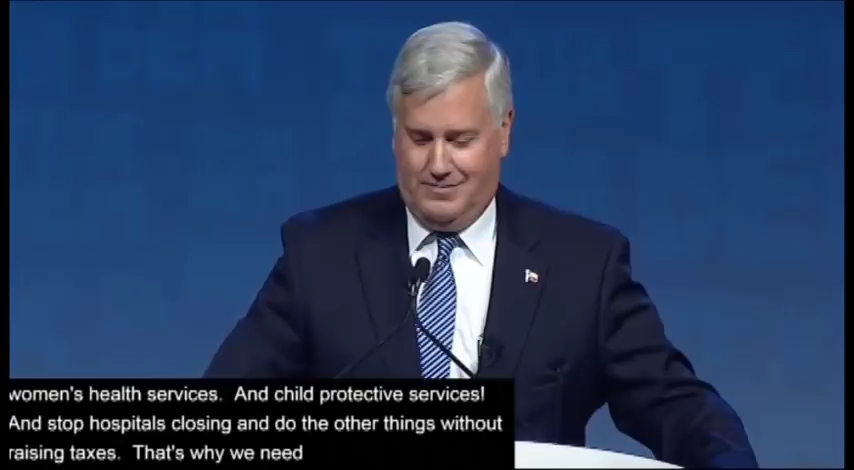 women's health services.  And child protective services!
And stop hospitals closing and do the other things without
raising taxes.  That's why we need